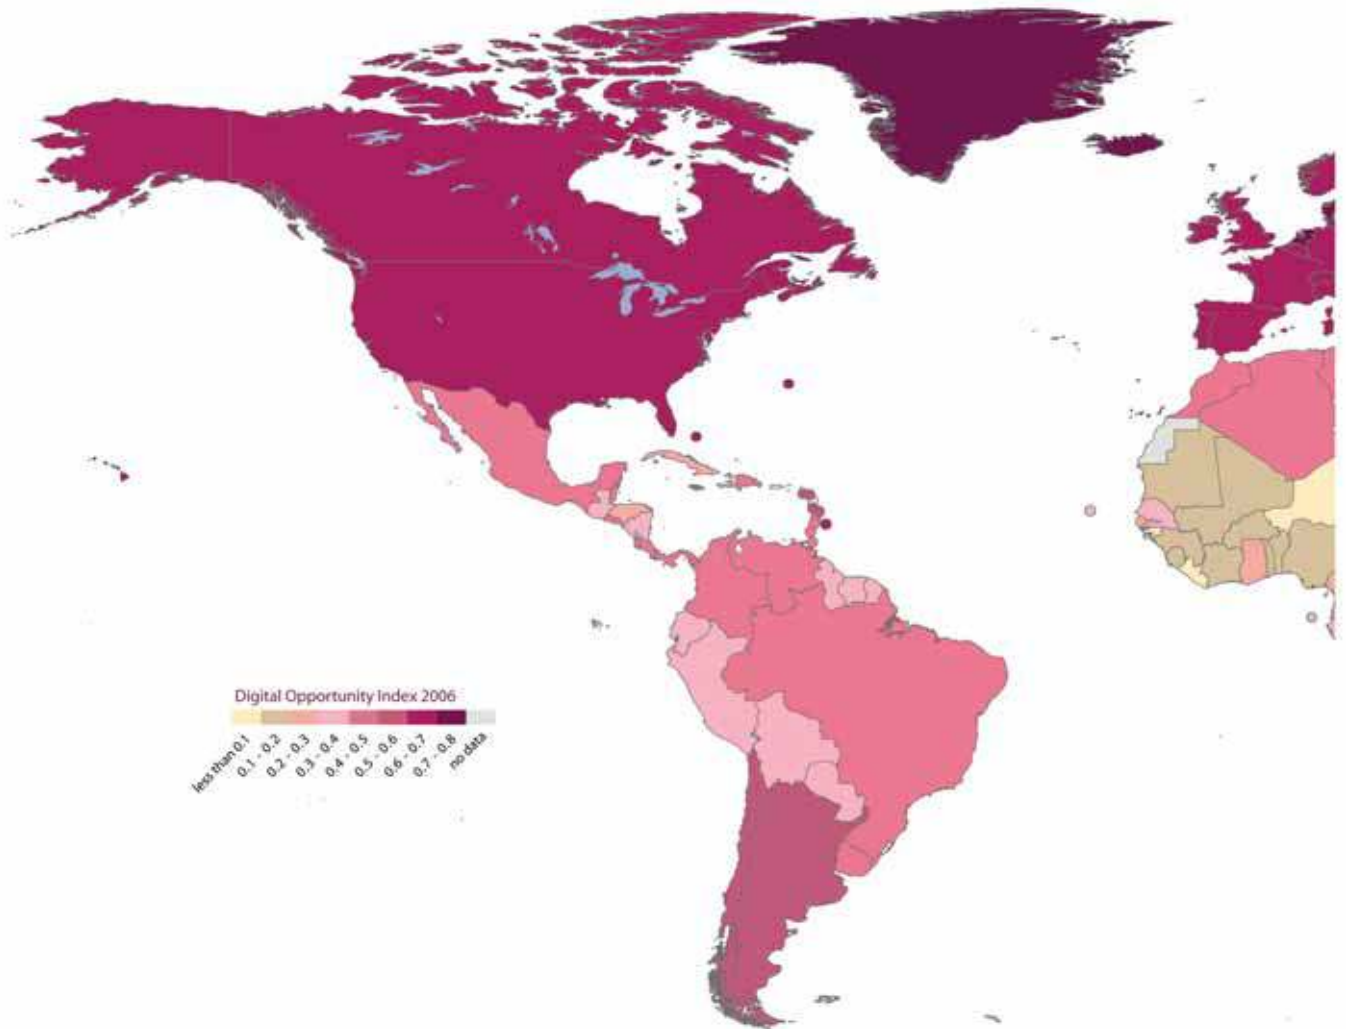 Digital Opportunity Index 2006
less than 0.1
0.1 - 0.2
0.2 - 0.3
0.3 - 0.4
0.4 - 0.5
0.5 - 0.6
0.6 - 0.7
0.7 - 0.8
no data